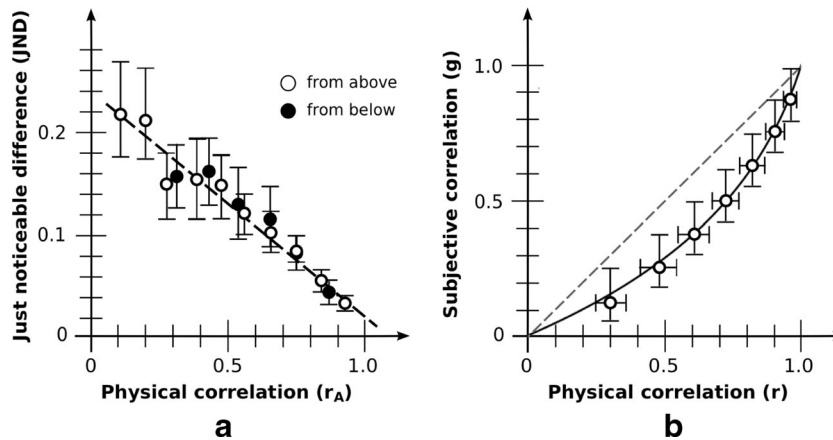 Just noticeable difference (JND)
0.2
0.1
0
0
0.5
1.0
Physical correlation (r_A)
from above
from below
a
Subjective correlation (g)
1.0
0.5
0
0
0.5
1.0
Physical correlation (r)
b